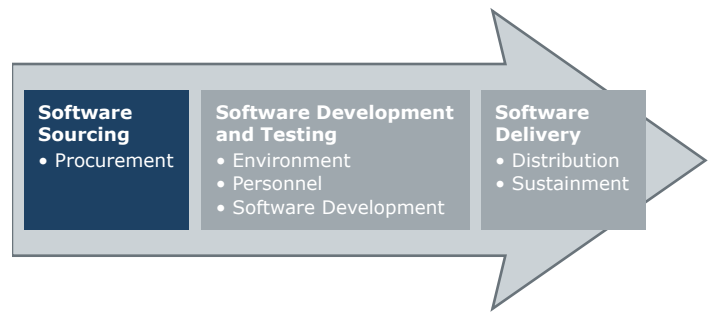 Software
Sourcing
• Procurement
Software Development
and Testing
• Environment
• Personnel
• Software Development
Software
Delivery
• Distribution
• Sustainment